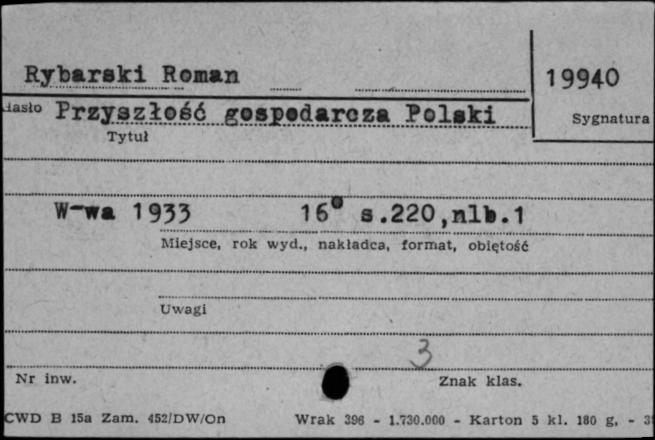 Rybarski Roman
19940
Przyszłość gospodarcza Polski
Sygnatura
Tytuł
W-wa 1933 16° s.220,nlb.1
Miejsce, rok wyd., nakładca, format, objętość
Uwagi
3
Nr inw.
Znak klas.
CWD B 15a Zam. 452/DW/On Wrak 396 - 1.730.000 - Karton 5 kl. 180 g. -